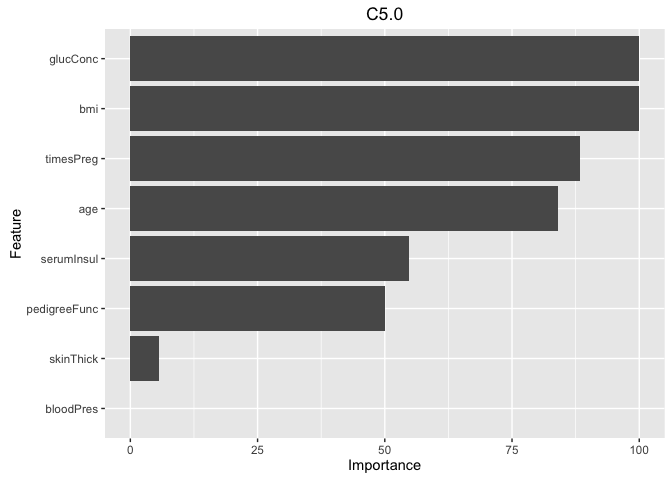 C5.0
Feature
glucConc
bmi
timesPreg
age
serumInsul
pedigreeFunc
skinThick
bloodPres
0 25 50 75 100
Importance